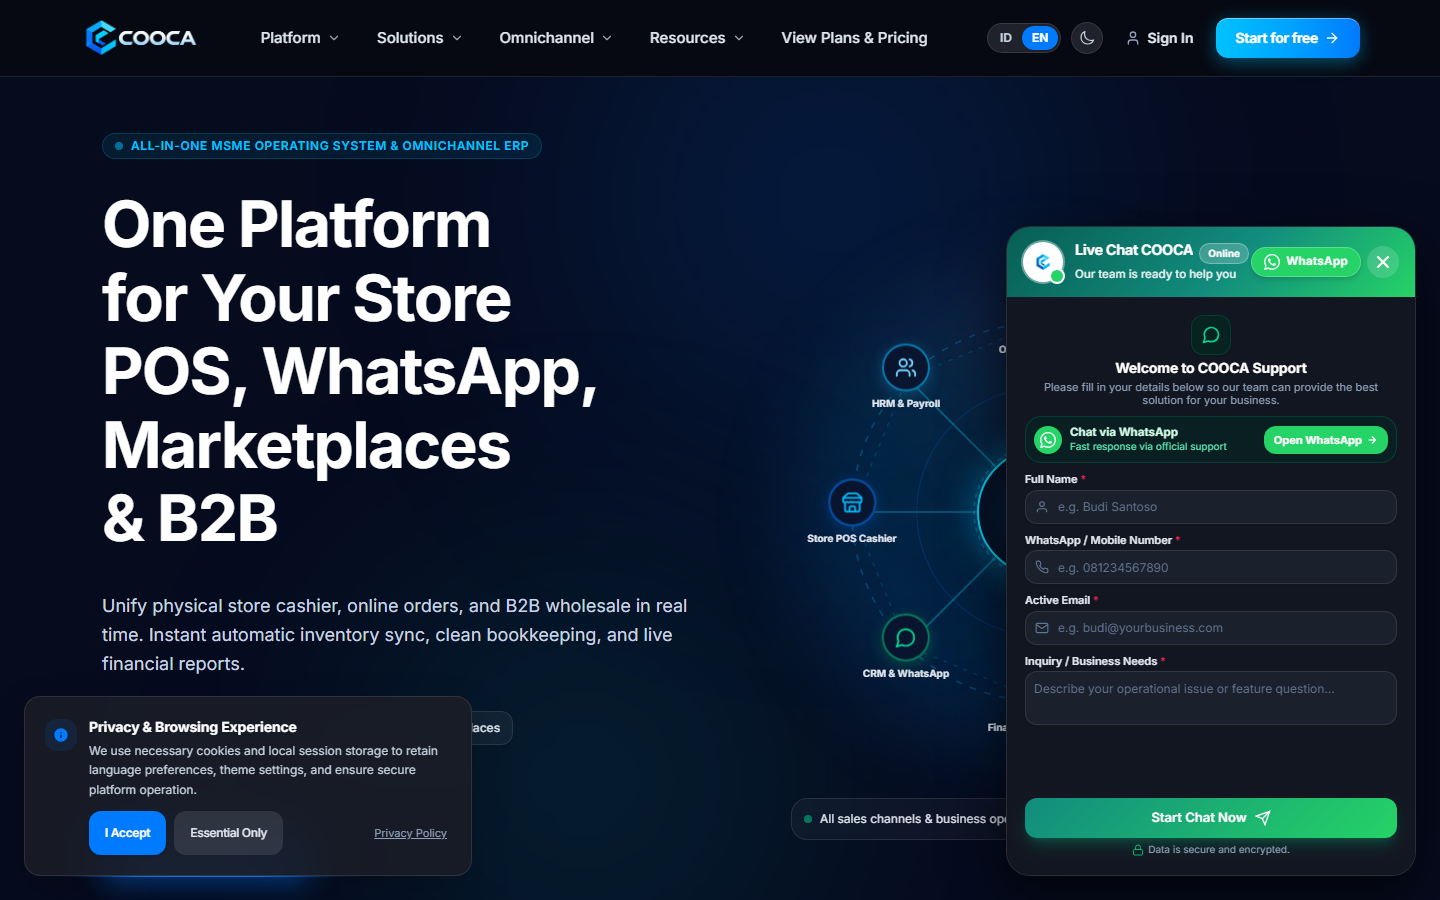 COOCA
Platform
Solutions
Omnichannel
Resources
View Plans & Pricing
ID
EN
Sign In
Start for free
ALL-IN-ONE MSME OPERATING SYSTEM & OMNICHANNEL ERP
One Platform
for Your Store
POS, WhatsApp,
Marketplaces
& B2B
Unify physical store cashier, online orders, and B2B wholesale in real
time. Instant automatic inventory sync, clean bookkeeping, and live
financial reports.
HRM & Payroll
Store POS Cashier
CRM & WhatsApp
All sales channels & business
Privacy & Browsing Experience
We use necessary cookies and local session storage to retain
language preferences, theme settings, and ensure secure
platform operation.
I Accept
Essential Only
Privacy Policy
Live Chat COOCA
Online
Our team is ready to help you
WhatsApp
Welcome to COOCA Support
Please fill in your details below so our team can provide the best
solution for your business.
Chat via WhatsApp
Fast response via official support
Open WhatsApp
Full Name *
e.g. Budi Santoso
WhatsApp / Mobile Number *
e.g. 081234567890
Active Email *
e.g. budi@yourbusiness.com
Inquiry / Business Needs *
Describe your operational issue or feature question...
Start Chat Now
Data is secure and encrypted.